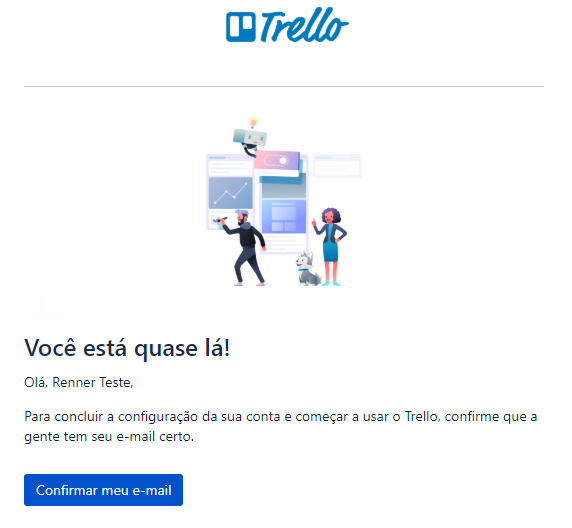 Trello
Você está quase lá!
Olá, Renner Teste,
Para concluir a configuração da sua conta e começar a usar o Trello, confirme que a
gente tem seu e-mail certo.
Confirmar meu e-mail